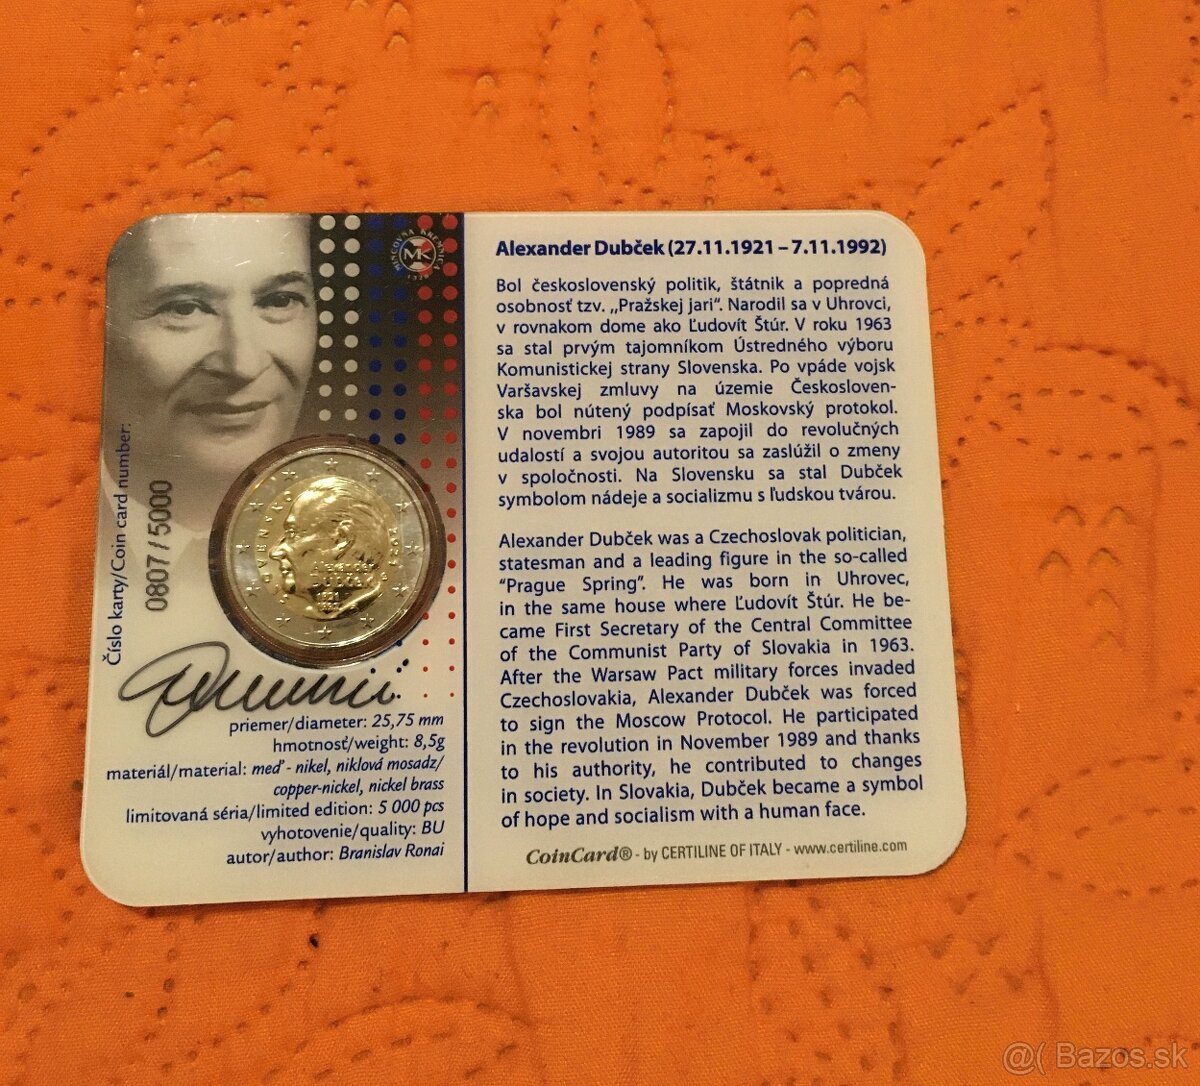 MINCOVŇA KREMNICA
MK
Číslo karty/Coin card number:
0807 / 5000
SLOVENSKO
Alexander
Dubček
1921
priemer/diameter: 25,75 mm
hmotnosť/weight: 8,5g
materiál/material: meď - nikel, niklová mosadz/
copper-nickel, nickel brass
limitovaná séria/limited edition: 5 000 pcs
vyhotovenie/quality: BU
autor/author: Branislav Ronai
Alexander Dubček (27.11.1921 – 7.11.1992)
Bol československý politik, štátnik a popredná
osobnosť tzv. „Pražskej jari“. Narodil sa v Uhrovci,
v rovnakom dome ako Ľudovít Štúr. V roku 1963
sa stal prvým tajomníkom Ústredného výboru
Komunistickej strany Slovenska. Po vpáde vojsk
Varšavskej zmluvy na územie Českosloven-
ska bol nútený podpísať Moskovský protokol.
V novembri 1989 sa zapojil do revolučných
udalostí a svojou autoritou sa zaslúžil o zmeny
v spoločnosti. Na Slovensku sa stal Dubček
symbolom nádeje a socializmu s ľudskou tvárou.
Alexander Dubček was a Czechoslovak politician,
statesman and a leading figure in the so-called
“Prague Spring”. He was born in Uhrovec,
in the same house where Ľudovít Štúr. He be-
came First Secretary of the Central Committee
of the Communist Party of Slovakia in 1963.
After the Warsaw Pact military forces invaded
Czechoslovakia, Alexander Dubček was forced
to sign the Moscow Protocol. He participated
in the revolution in November 1989 and thanks
to his authority, he contributed to changes
in society. In Slovakia, Dubček became a symbol
of hope and socialism with a human face.
CoinCard® - by CERTILINE OF ITALY - www.certiline.com
@( Bazos.sk